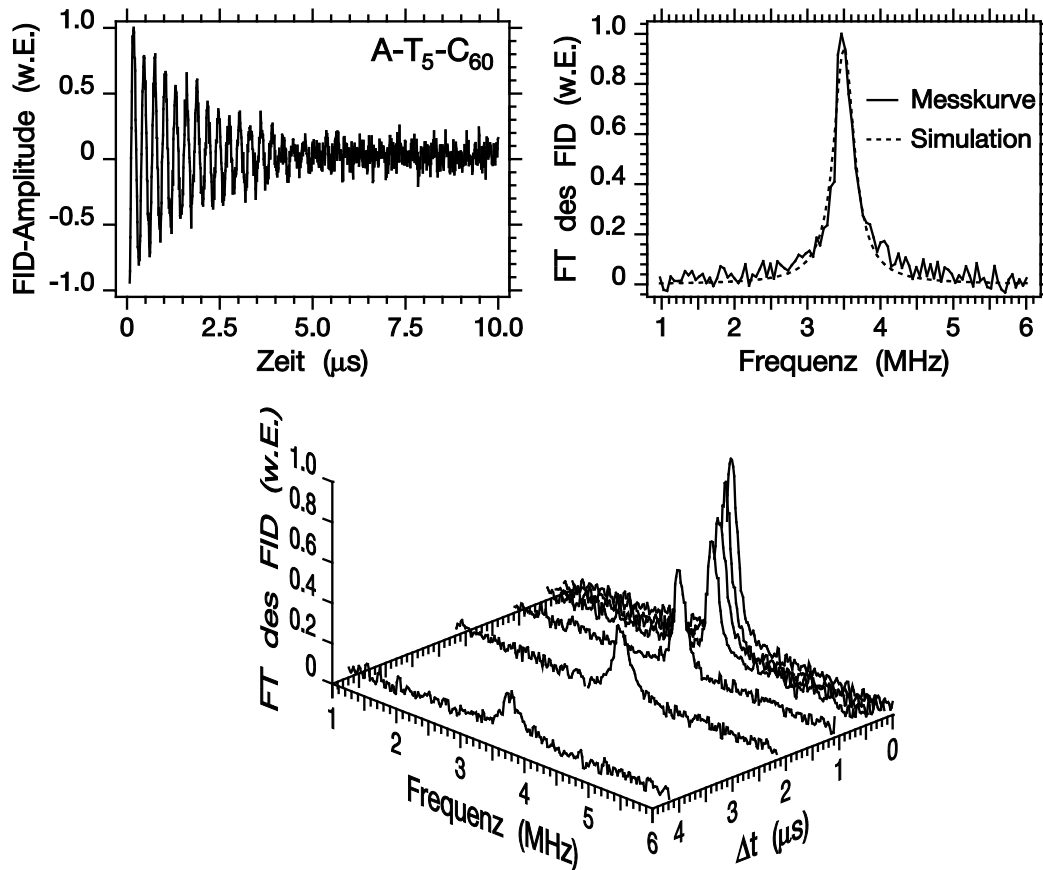 FID-Amplitude (w.E.)
1.0
0.5
0
-0.5
-1.0
A-T5-C60
0 2.5 5.0 7.5 10.0
Zeit (µs)
FT des FID (w.E.)
1.0
0.8
0.6
0.4
0.2
0
Messkurve
Simulation
1 2 3 4 5 6
Frequenz (MHz)
FT des FID (w.E.)
1.0
0.8
0.6
0.4
0.2
0
1 2 3 4 5 6
Frequenz (MHz)
4 3 2 1 0
Δt (µs)